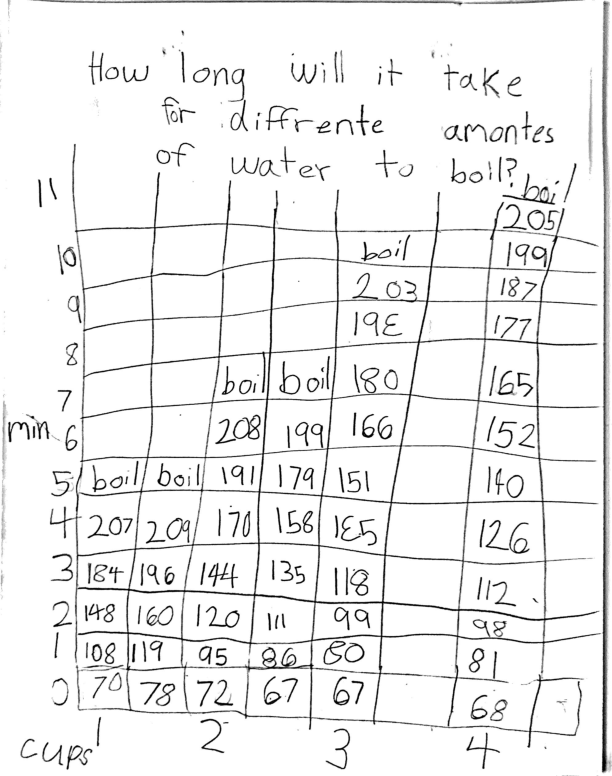 How long will it take
for diffrente amontes
of water to boil?
boil
11 205
10 boil 199
9 203 187
193 177
8
7 boil boil 180 165
min 6 208 199 166 152
5 boil boil 191 179 151 140
4 207 209 170 158 135 126
3 184 196 144 135 118 112
2 148 160 120 111 99 98
1 108 119 95 86 80 81
0 70 78 72 67 67 68
cups 1 2 3 4